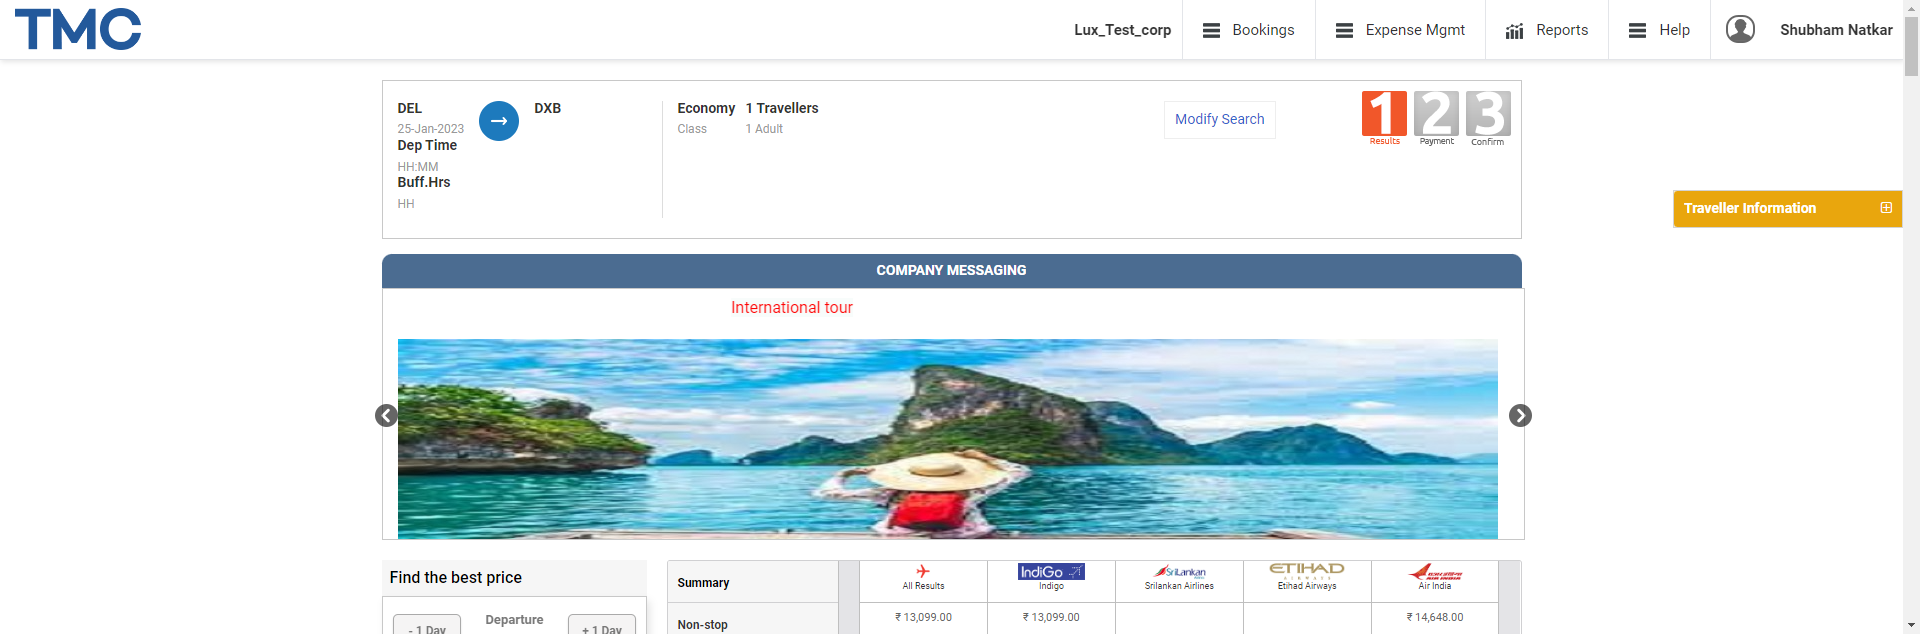 TMC
Lux_Test_corp
Bookings
Expense Mgmt
Reports
Help
Shubham Natkar
DEL
25-Jan-2023
Dep Time
HH:MM
Buff.Hrs
HH
DXB
Economy
Class
1 Travellers
1 Adult
Modify Search
1
Results
2
Payment
3
Confirm
Traveller Information
COMPANY MESSAGING
International tour
Find the best price
- 1 Day
Departure
+ 1 Day
Summary
All Results
IndiGo
Indigo
SriLankan
Srilankan Airlines
ETIHAD
AIRWAYS
Etihad Airways
AIR INDIA
Air India
Non-stop
₹ 13,099.00
₹ 13,099.00
₹ 14,648.00